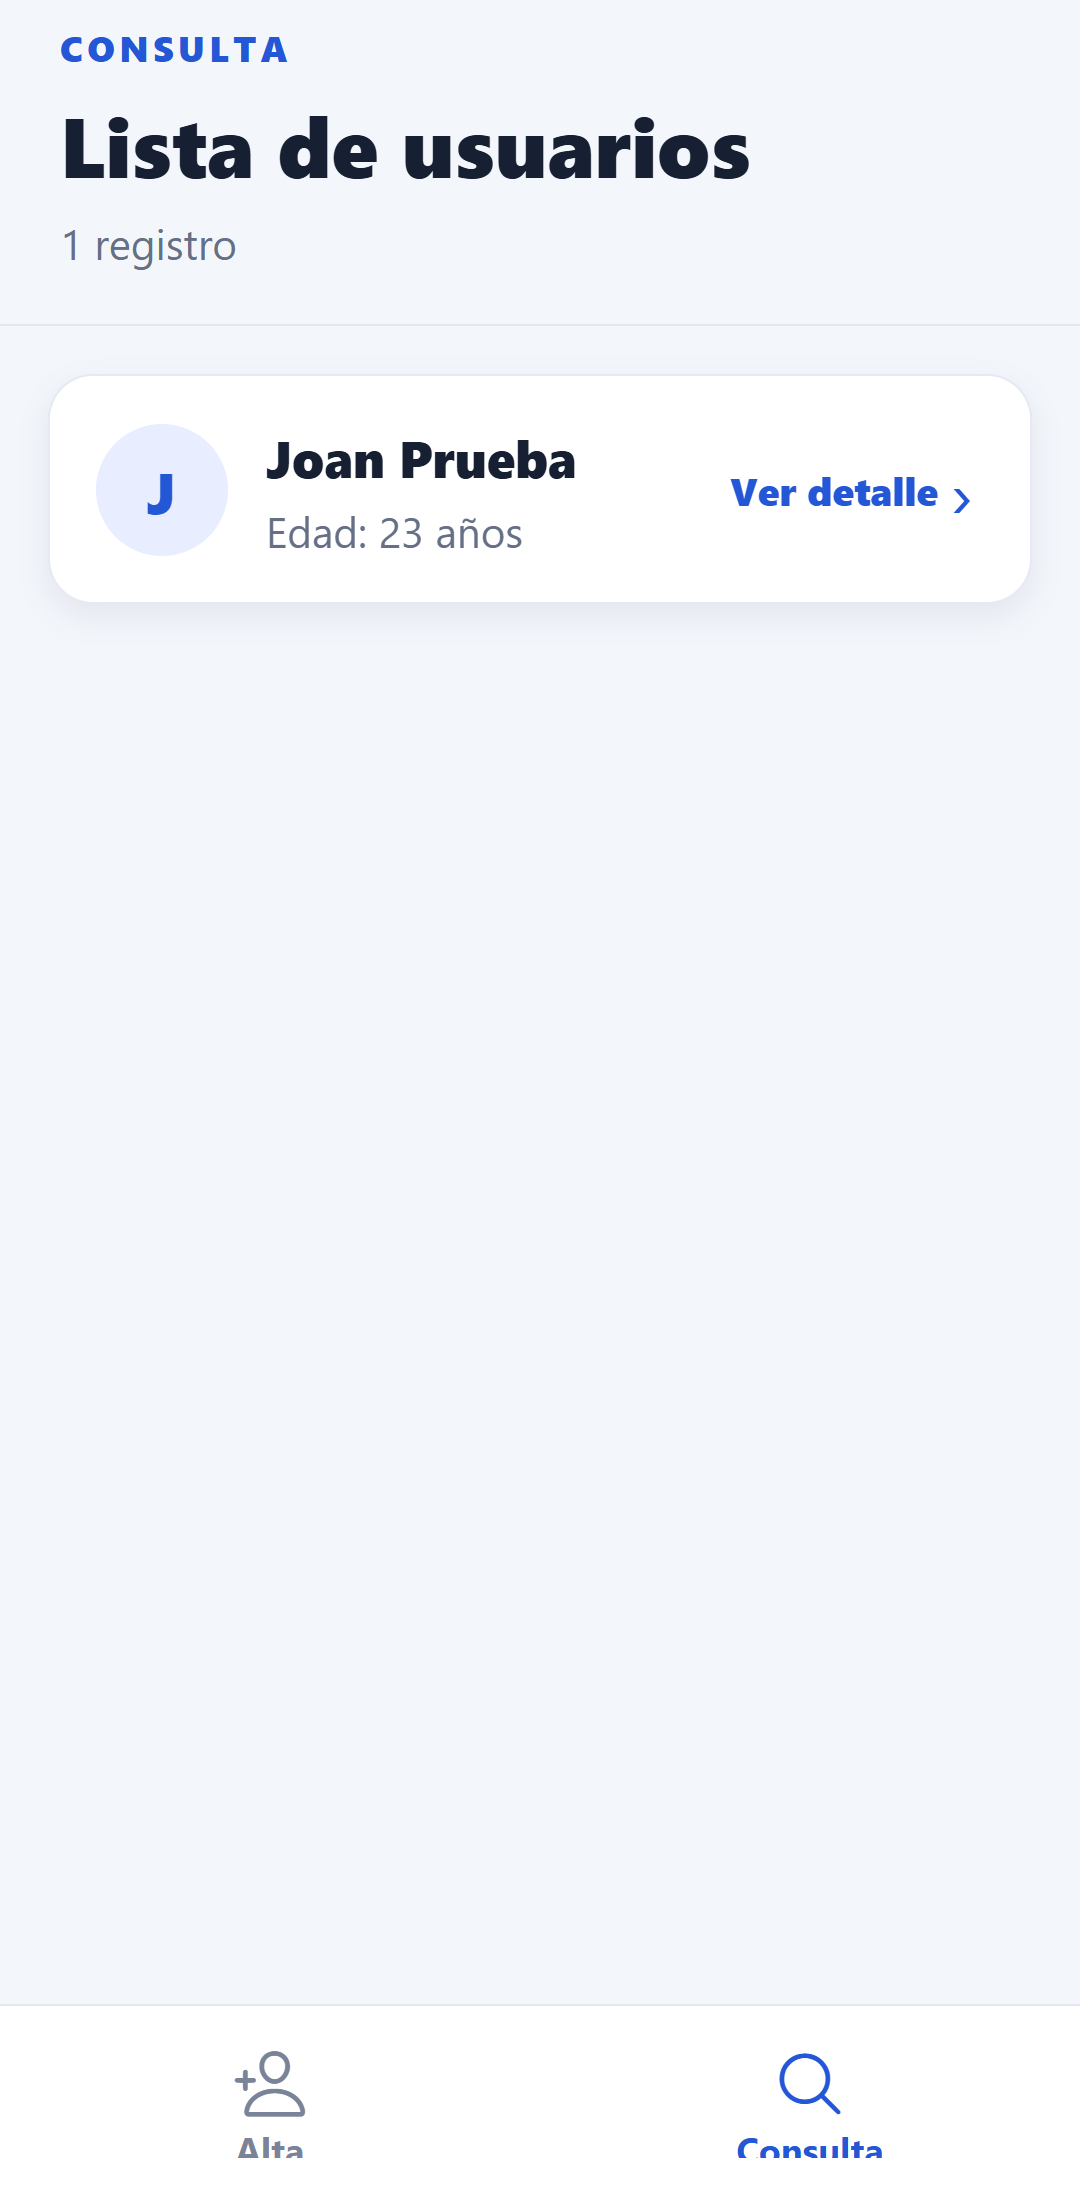 CONSULTA
Lista de usuarios
1 registro
J
Joan Prueba
Edad: 23 años
Ver detalle ›
Alta
Consulta